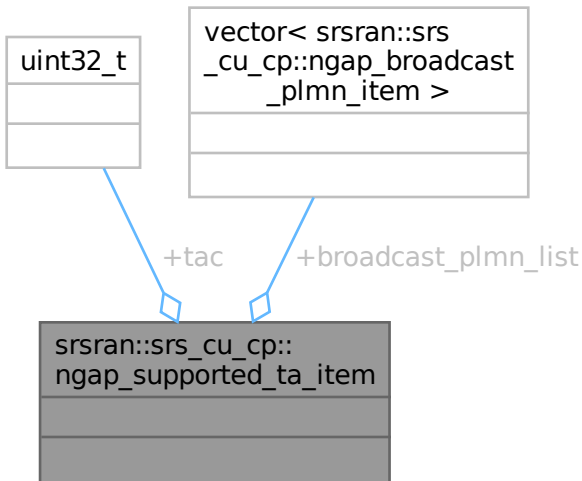 uint32_t
vector< srsran::srs
_cu_cp::ngap_broadcast
_plmn_item >
+tac
+broadcast_plmn_list
srsran::srs_cu_cp::
ngap_supported_ta_item